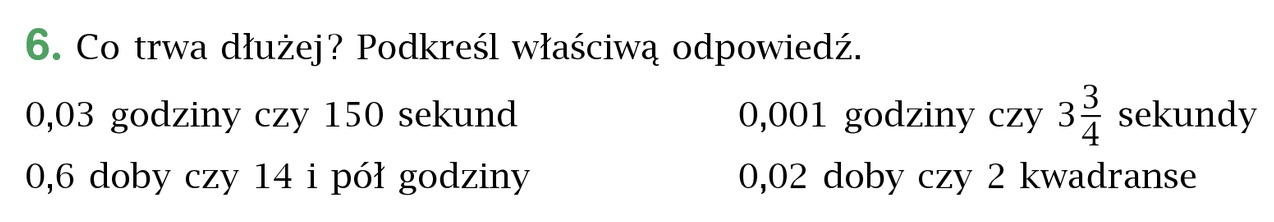 6. Co trwa dłużej? Podkreśl właściwą odpowiedź.
0,03 godziny czy 150 sekund
0,001 godziny czy 3 3/4 sekundy
0,6 doby czy 14 i pół godziny
0,02 doby czy 2 kwadranse